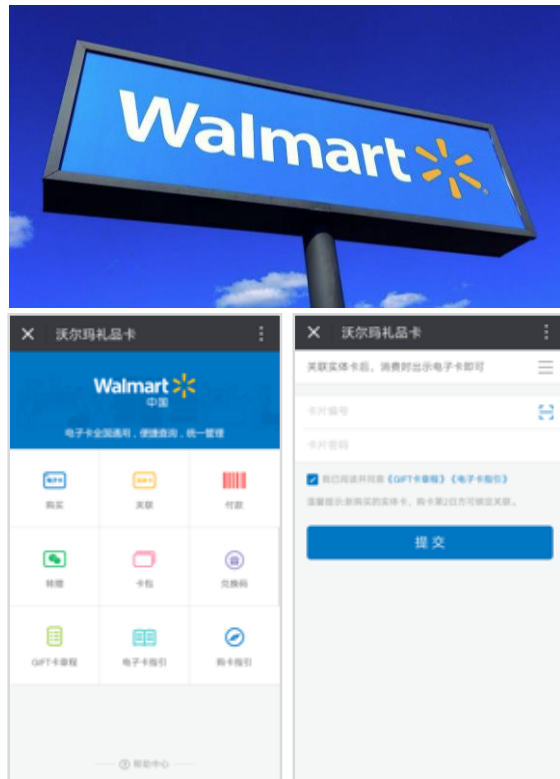 Walmart
沃尔玛礼品卡
Walmart
中国
电子卡全国通用，便捷查询，统一管理
电子卡
实体卡
购买
关联
付款
转赠
卡包
兑换码
GIFT卡章程
电子卡指引
购卡指引
帮助中心
沃尔玛礼品卡
关联实体卡后，消费时出示电子卡即可
卡片编号
卡片密码
我已阅读并同意《GIFT卡章程》《电子卡指引》
温馨提示:新购买的实体卡，购卡第2日方可绑定关联。
提交